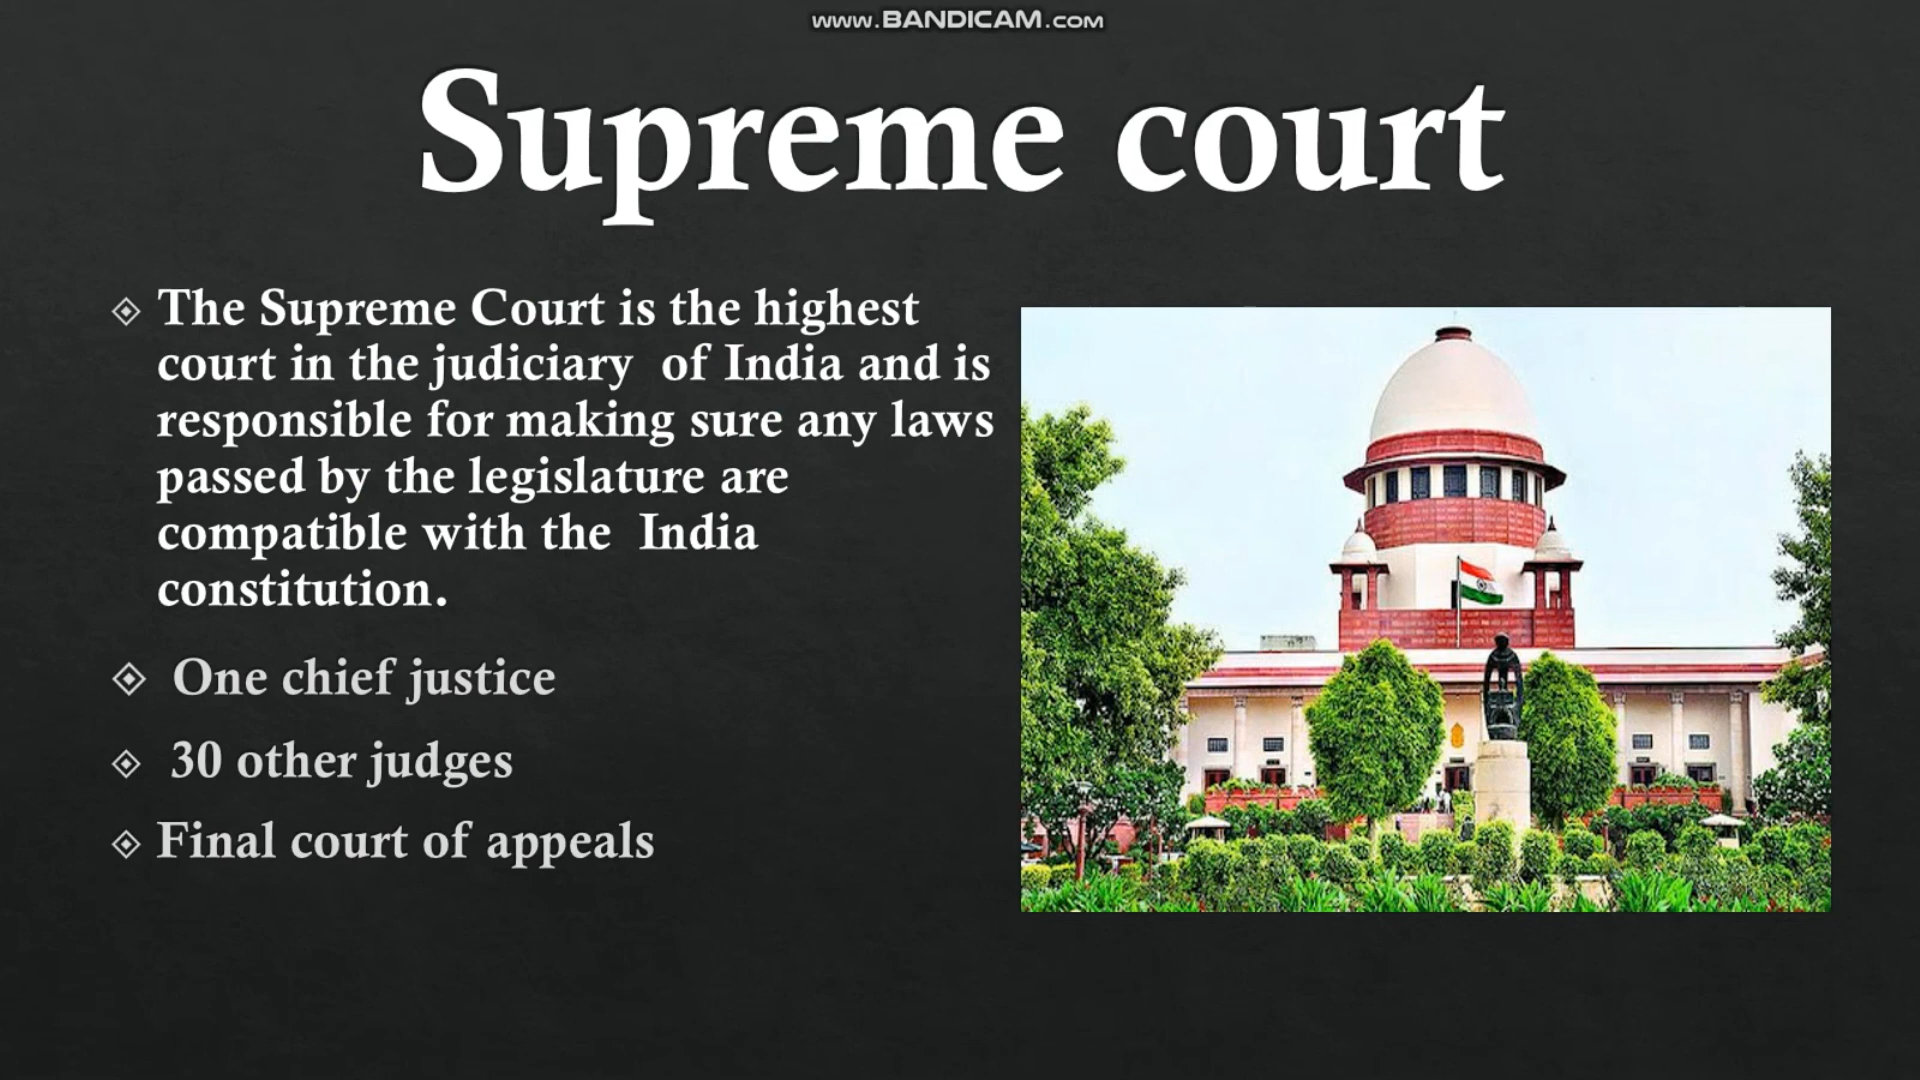 www.BANDICAM.com
Supreme court
The Supreme Court is the highest
court in the judiciary of India and is
responsible for making sure any laws
passed by the legislature are
compatible with the India
constitution.
One chief justice
30 other judges
Final court of appeals